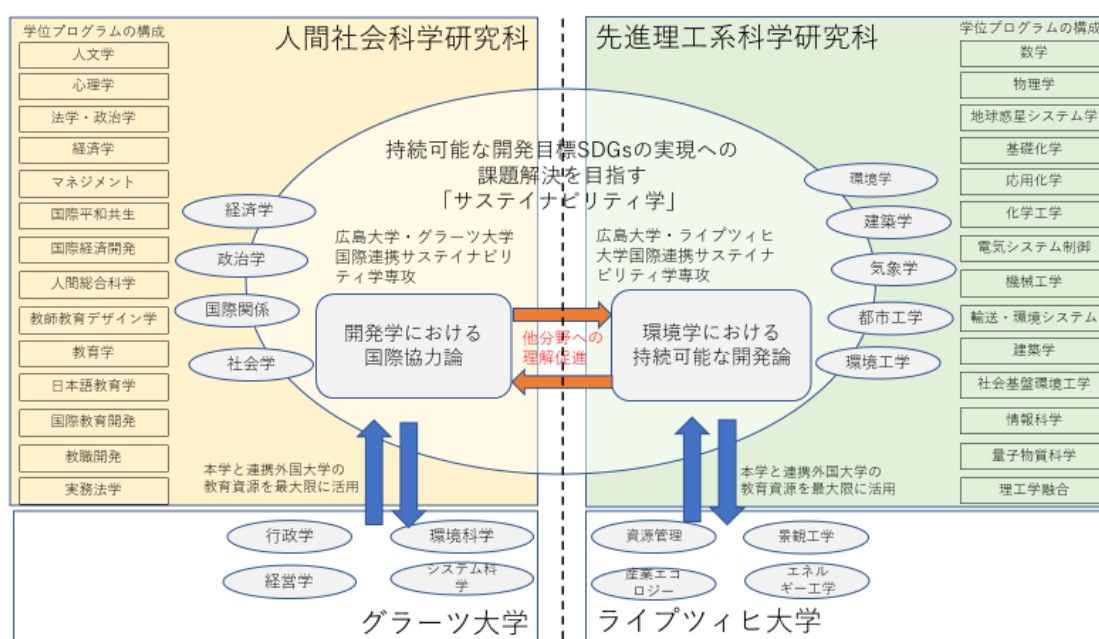 学位プログラムの構成
人間社会科学研究科
人文学
心理学
法学・政治学
経済学
マネジメント
国際平和共生
国際経済開発
人間総合科学
教師教育デザイン学
教育学
日本語教育学
国際教育開発
教職開発
実務法学
先進理工系科学研究科
学位プログラムの構成
数学
物理学
地球惑星システム学
基礎化学
応用化学
化学工学
電気システム制御
機械工学
輸送・環境システム
建築学
社会基盤環境工学
情報科学
量子物質科学
理工学融合
持続可能な開発目標SDGsの実現への
課題解決を目指す
「サステイナビリティ学」
経済学
政治学
国際関係
社会学
広島大学・グラーツ大学
国際連携サステイナビリ
ティ学専攻
開発学における
国際協力論
他分野への
理解促進
広島大学・ライプツィヒ
大学国際連携サステイナ
ビリティ学専攻
環境学における
持続可能な開発論
環境学
建築学
気象学
都市工学
環境工学
本学と連携外国大学の
教育資源を最大限に活用
本学と連携外国大学の
教育資源を最大限に活用
行政学
環境科学
経営学
システム科
学
グラーツ大学
資源管理
景観工学
産業エコ
ロジー
エネル
ギー工学
ライプツィヒ大学